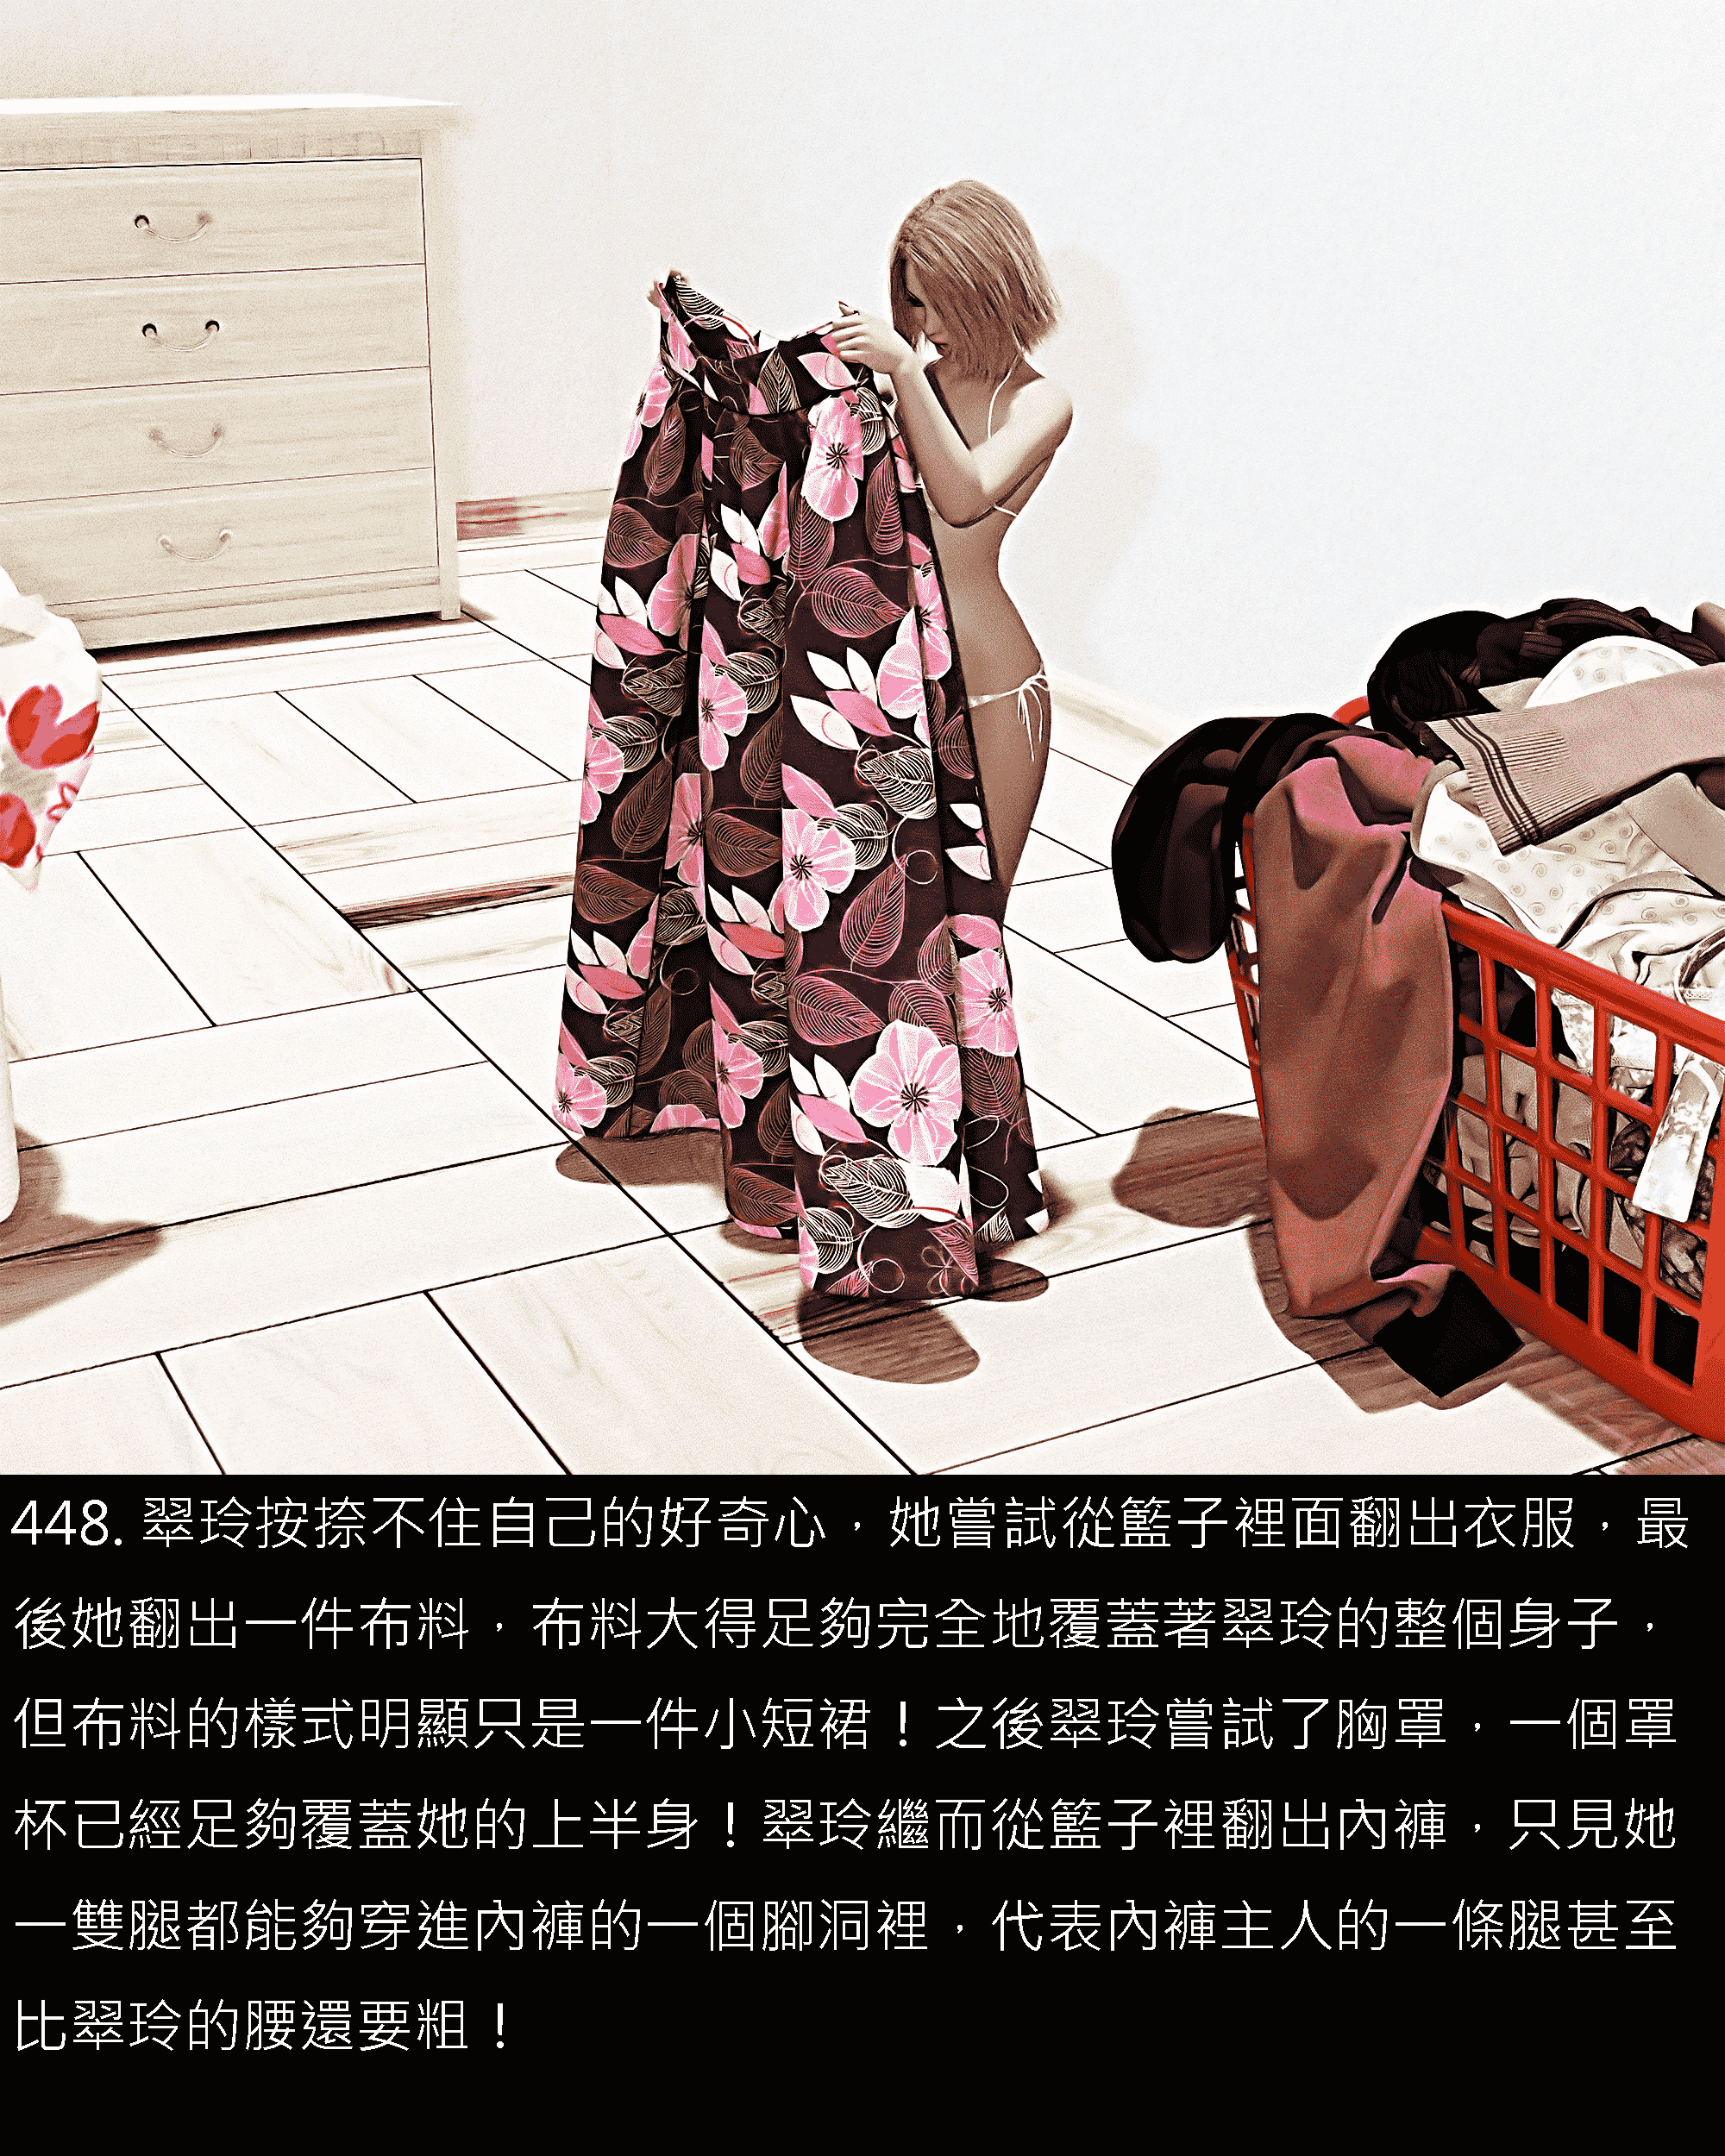 448. 翠玲按捺不住自己的好奇心，她嘗試從籃子裡面翻出衣服，最
後她翻出一件布料，布料大得足夠完全地覆蓋著翠玲的整個身子，
但布料的樣式明顯只是一件小短裙！之後翠玲嘗試了胸罩，一個罩
杯已經足夠覆蓋她的上半身！翠玲繼而從籃子裡翻出內褲，只見她
一雙腿都能夠穿進內褲的一個腳洞裡，代表內褲主人的一條腿甚至
比翠玲的腰還要粗！